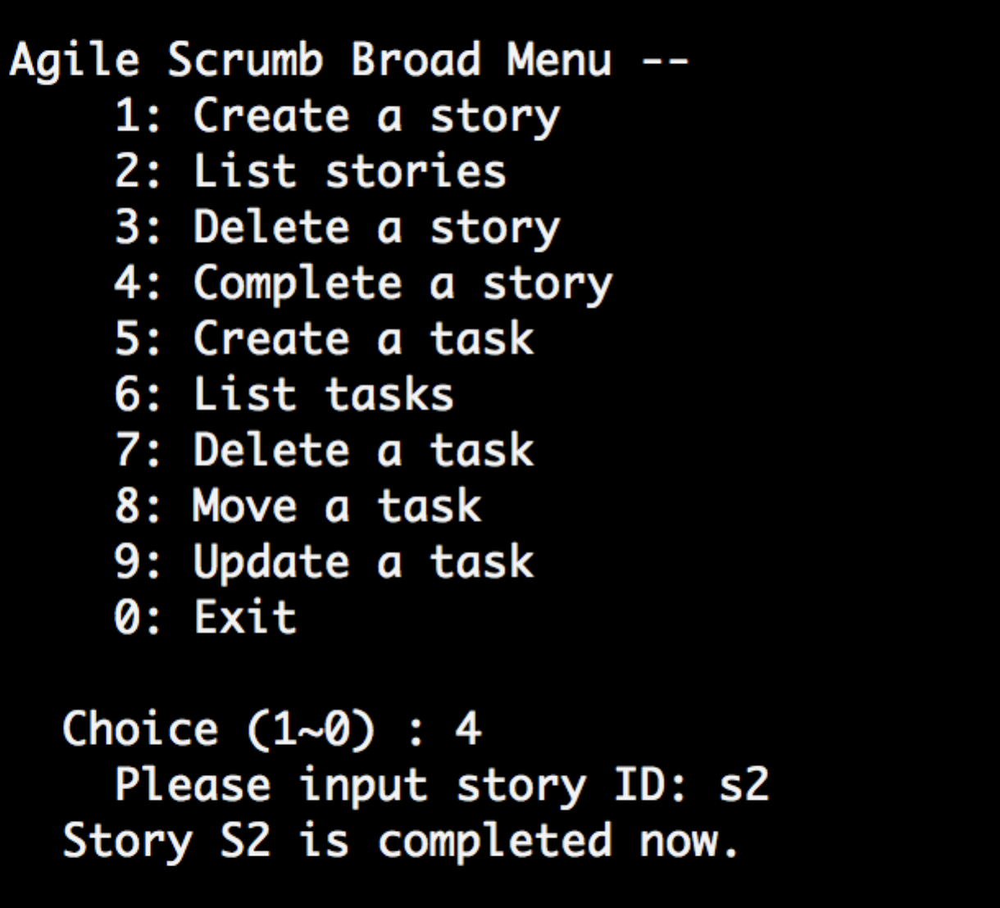 Agile Scrumb Broad Menu --
1: Create a story
2: List stories
3: Delete a story
4: Complete a story
5: Create a task
6: List tasks
7: Delete a task
8: Move a task
9: Update a task
0: Exit
Choice (1~0) : 4
Please input story ID: s2
Story S2 is completed now.